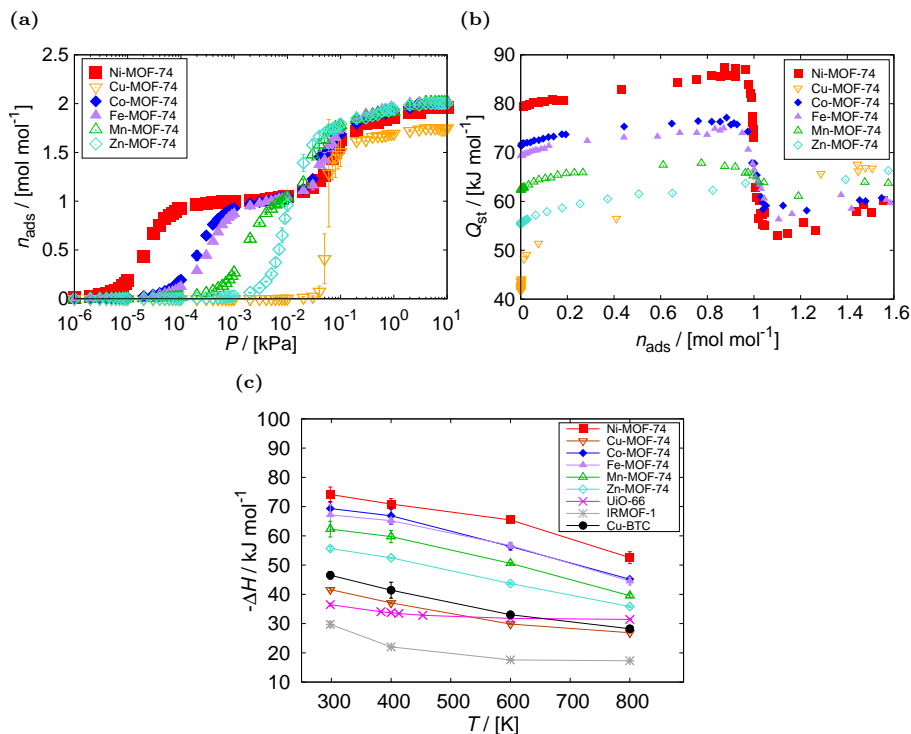 (a)
2.5
2
1.5
1
0.5
0
n_ads / [mol mol⁻¹]
Ni-MOF-74
Cu-MOF-74
Co-MOF-74
Fe-MOF-74
Mn-MOF-74
Zn-MOF-74
10⁻⁶ 10⁻⁵ 10⁻⁴ 10⁻³ 10⁻² 10⁻¹ 10⁰ 10¹
P / [kPa]
(b)
90
80
70
60
50
40
Q_st / [kJ mol⁻¹]
Ni-MOF-74
Cu-MOF-74
Co-MOF-74
Fe-MOF-74
Mn-MOF-74
Zn-MOF-74
0 0.2 0.4 0.6 0.8 1 1.2 1.4 1.6
n_ads / [mol mol⁻¹]
(c)
100
90
80
70
60
50
40
30
20
10
-ΔH / kJ mol⁻¹]
Ni-MOF-74
Cu-MOF-74
Co-MOF-74
Fe-MOF-74
Mn-MOF-74
Zn-MOF-74
UiO-66
IRMOF-1
Cu-BTC
300 400 500 600 700 800
T / [K]